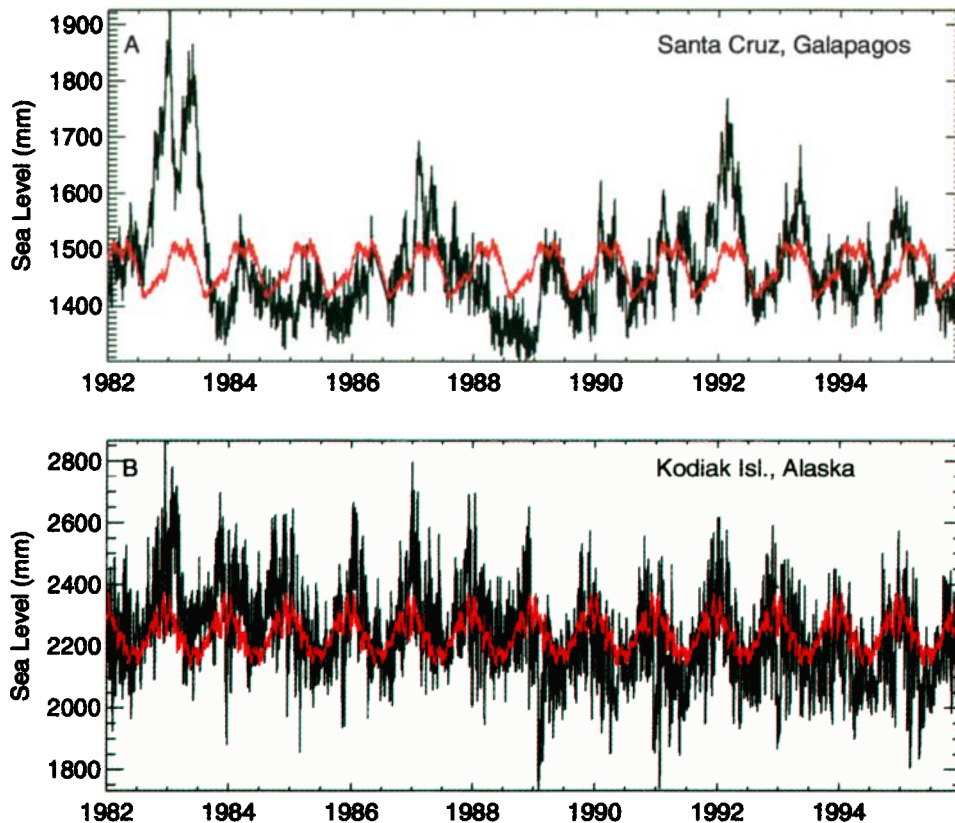 A
Santa Cruz, Galapagos
Sea Level (mm)
1900
1800
1700
1600
1500
1400
1982 1984 1986 1988 1990 1992 1994
B
Kodiak Isl., Alaska
Sea Level (mm)
2800
2600
2400
2200
2000
1800
1982 1984 1986 1988 1990 1992 1994